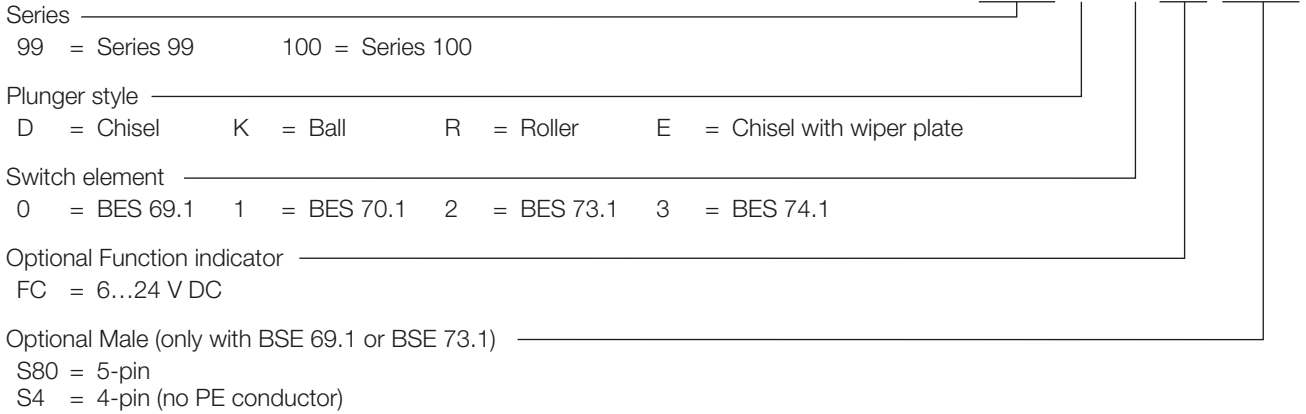 Series
99 = Series 99 100 = Series 100
Plunger style
D = Chisel K = Ball R = Roller E = Chisel with wiper plate
Switch element
0 = BES 69.1 1 = BES 70.1 2 = BES 73.1 3 = BES 74.1
Optional Function indicator
FC = 6…24 V DC
Optional Male (only with BSE 69.1 or BSE 73.1)
S80 = 5-pin
S4 = 4-pin (no PE conductor)